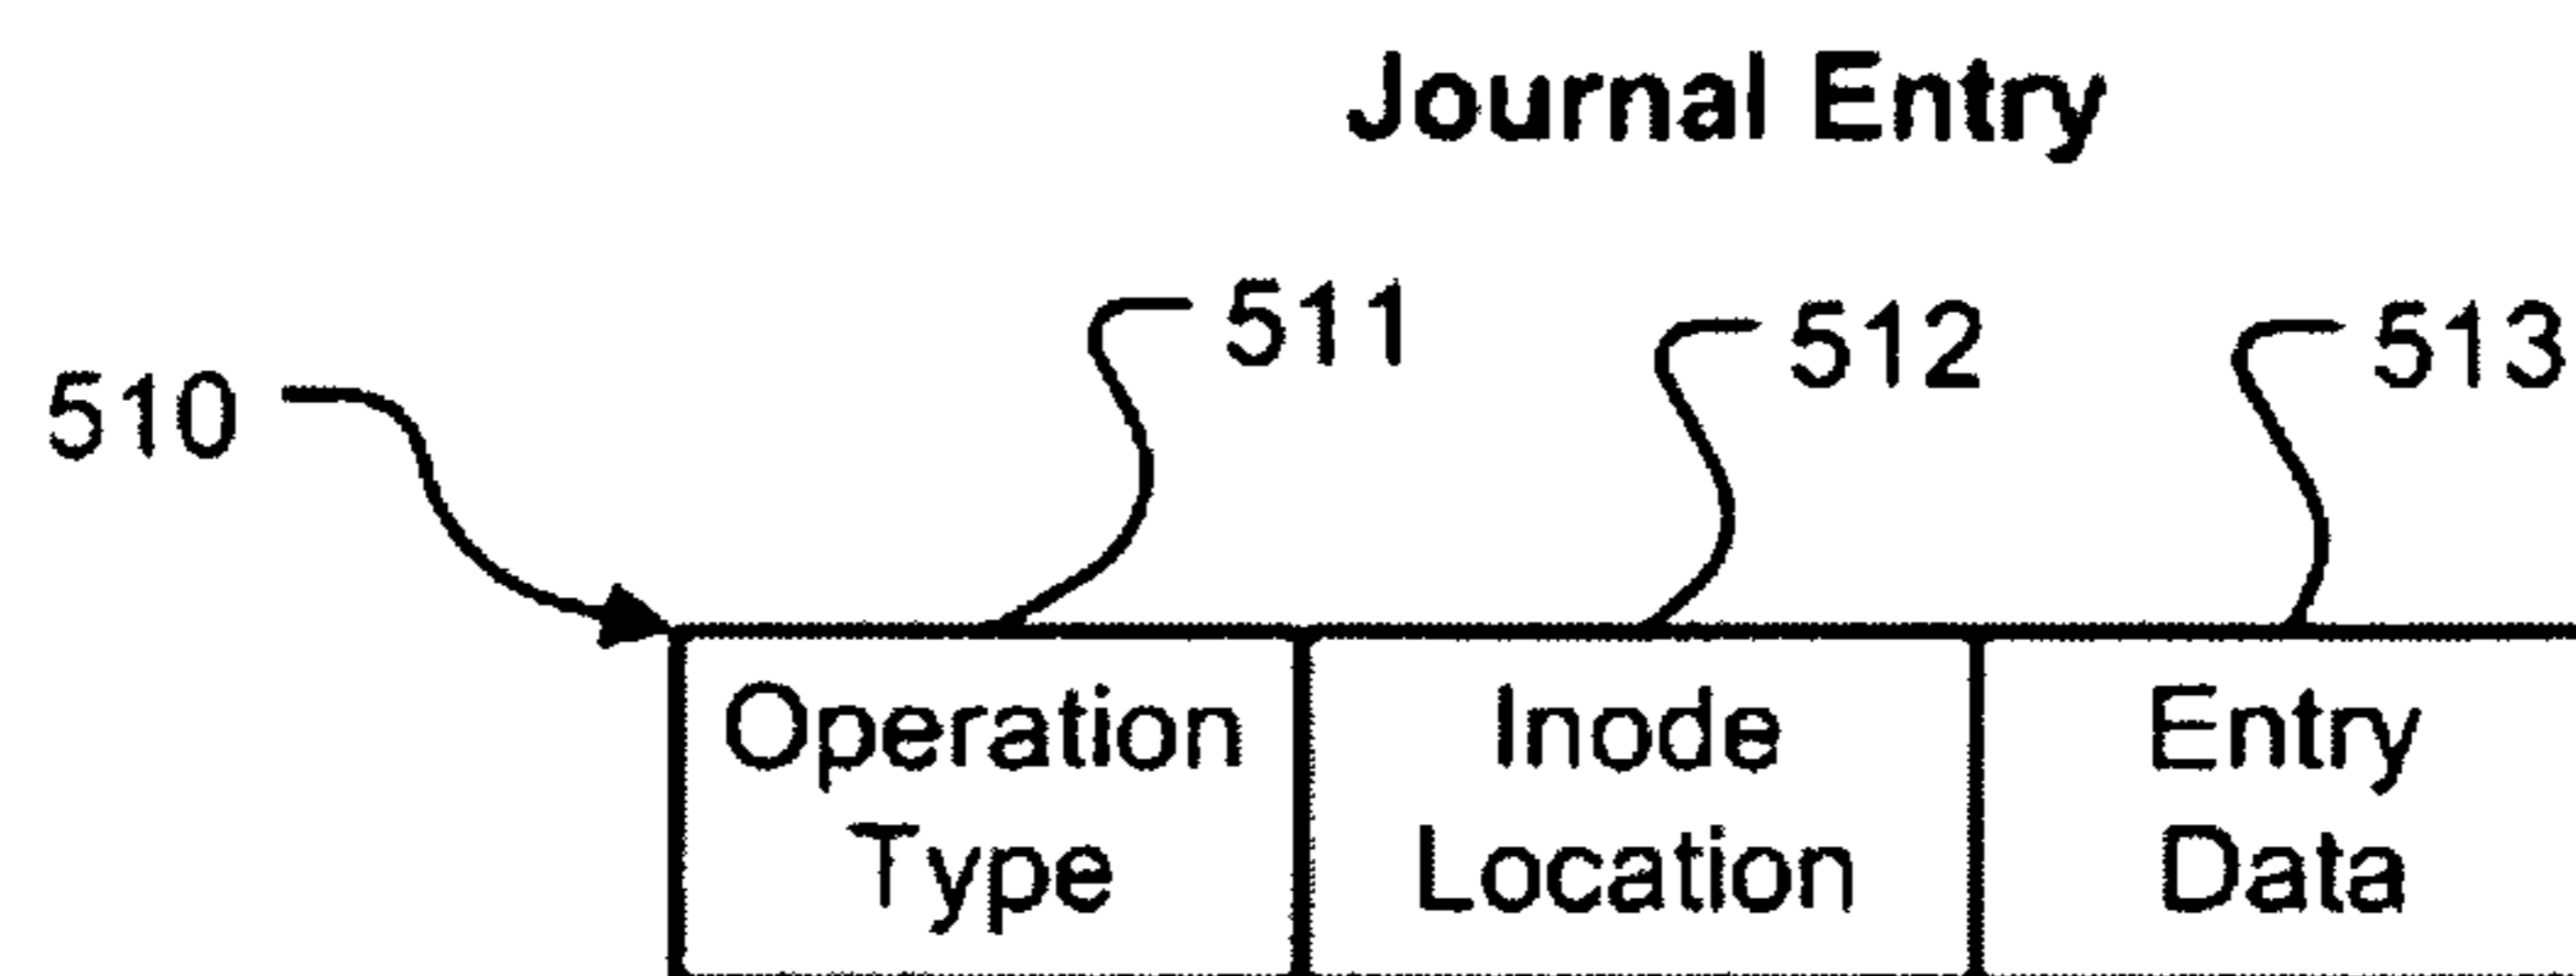 Journal Entry
511
512
513
510
Operation Type
Inode Location
Entry Data